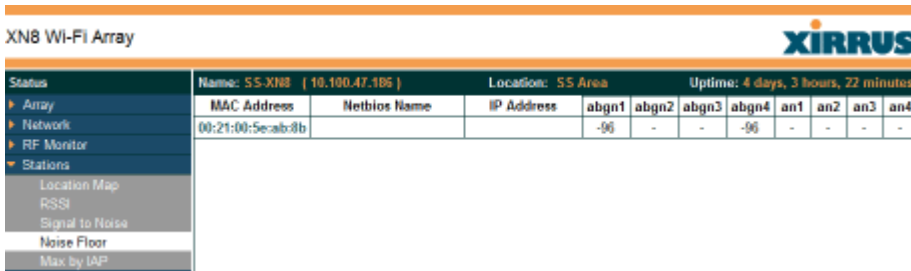 XN8 Wi-Fi Array
XIRRUS
Status
Name: SS-XN8 ( 10.100.47.186 ) Location: SS Area Uptime: 4 days, 3 hours, 22 minutes
Array
Network
RF Monitor
Stations
Location Map
RSSI
Signal to Noise
Noise Floor
Max by IAP
MAC Address Netbios Name IP Address abgn1 abgn2 abgn3 abgn4 an1 an2 an3 an4
00:21:00:5e:ab:8b -96 - - -96 - - - -